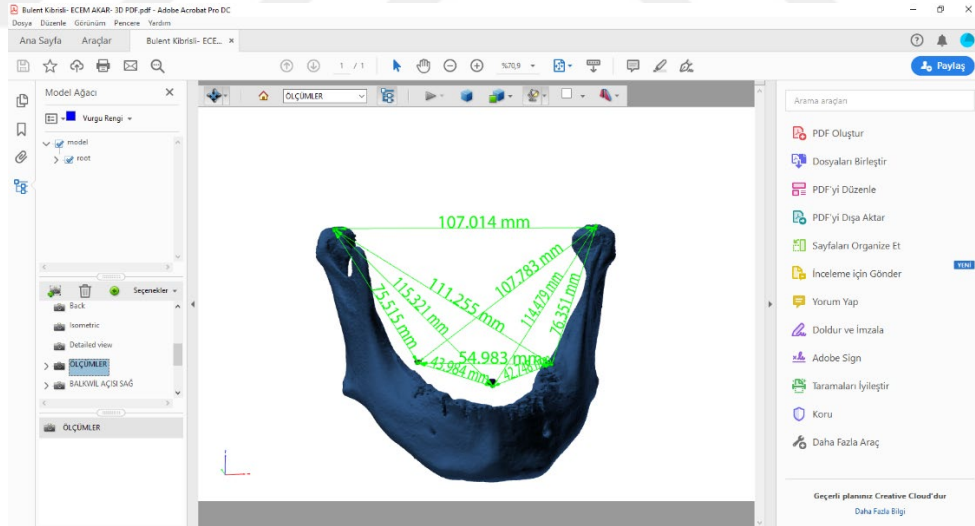 Bulent Kibrisli- ECEM AKAR- 3D PDF.pdf - Adobe Acrobat Pro DC
Dosya Düzenle Görünüm Pencere Yardım
Ana Sayfa Araçlar Bulent Kibrisli- ECE... ×
1 / 1 %70,9
Paylaş
Model Ağacı
ÖLÇÜMLER
Vurgu Rengi
model
root
Seçenekler
Back
Isometric
Detailed view
ÖLÇÜMLER
BALKWİL AÇISI SAĞ
ÖLÇÜMLER
107.014 mm
107.783 mm
111.255 mm
115.321 mm
75.515 mm
114.479 mm
76.351 mm
54.983 mm
43.984 mm
Arama araçları
PDF Oluştur
Dosyaları Birleştir
PDF'yi Düzenle
PDF'yi Dışa Aktar
Sayfaları Organize Et
İnceleme için Gönder
YENİ
Yorum Yap
Doldur ve İmzala
Adobe Sign
Taramaları İyileştir
Koru
Daha Fazla Araç
Geçerli planınız Creative Cloud'dur
Daha Fazla Bilgi